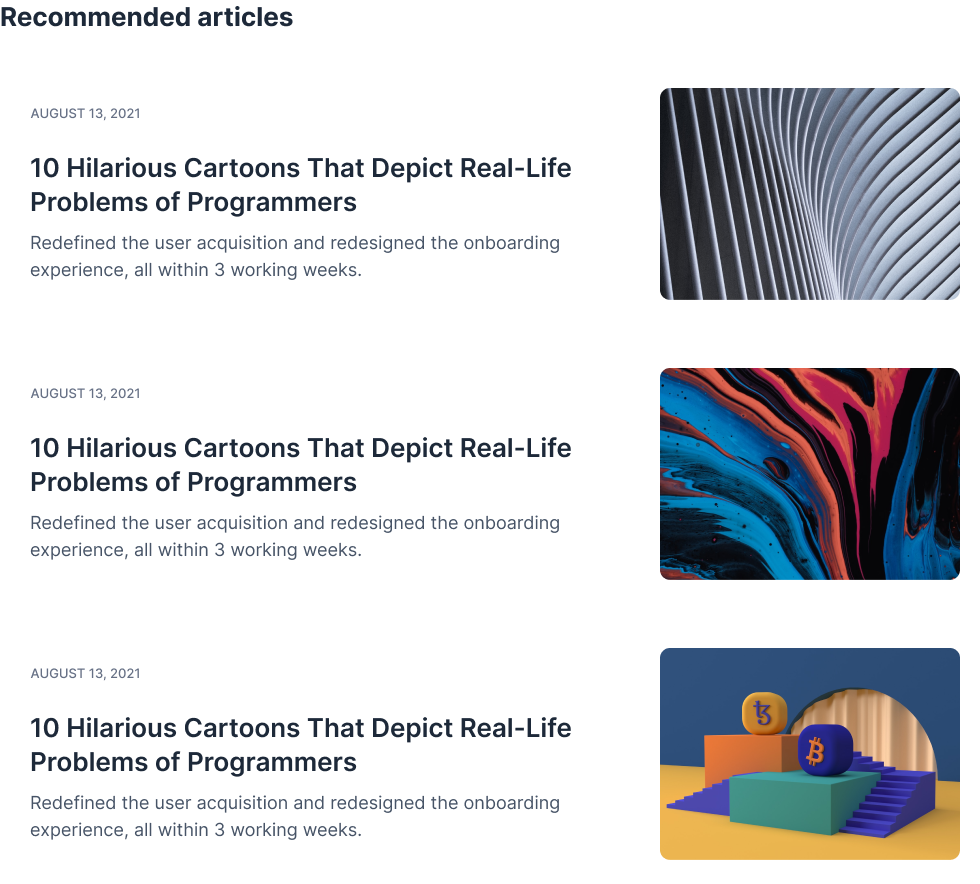 Recommended articles
AUGUST 13, 2021
10 Hilarious Cartoons That Depict Real-Life
Problems of Programmers
Redefined the user acquisition and redesigned the onboarding
experience, all within 3 working weeks.
AUGUST 13, 2021
10 Hilarious Cartoons That Depict Real-Life
Problems of Programmers
Redefined the user acquisition and redesigned the onboarding
experience, all within 3 working weeks.
AUGUST 13, 2021
10 Hilarious Cartoons That Depict Real-Life
Problems of Programmers
Redefined the user acquisition and redesigned the onboarding
experience, all within 3 working weeks.